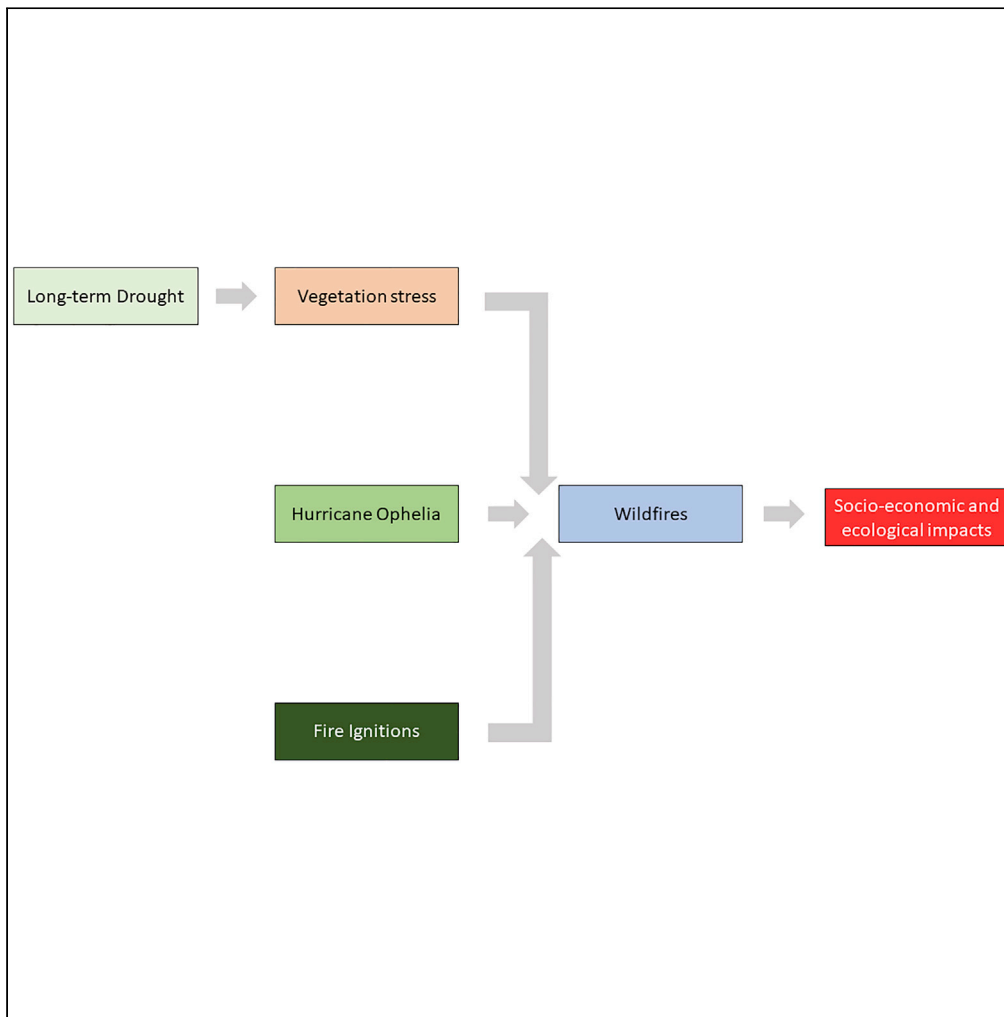 Long-term Drought
Vegetation stress
Hurricane Ophelia
Wildfires
Socio-economic and
ecological impacts
Fire Ignitions